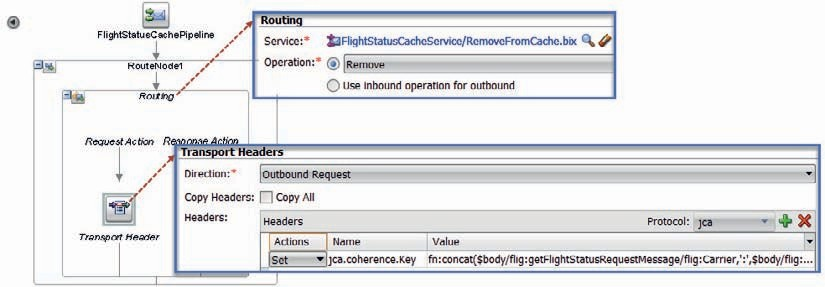 FlightStatusCachePipeline
RouteNode1
Routing
Request Action Response Action
Transport Header
Routing
Service:* FlightStatusCacheService/RemoveFromCache.bix
Operation:* Remove
Use inbound operation for outbound
Transport Headers
Direction:* Outbound Request
Copy Headers: Copy All
Headers: Headers Protocol: jca
Actions Name Value
Set jca.coherence.Key fn:concat($body/flig:getFlightStatusRequestMessage/flig:Carrier,':',$body/flig:...